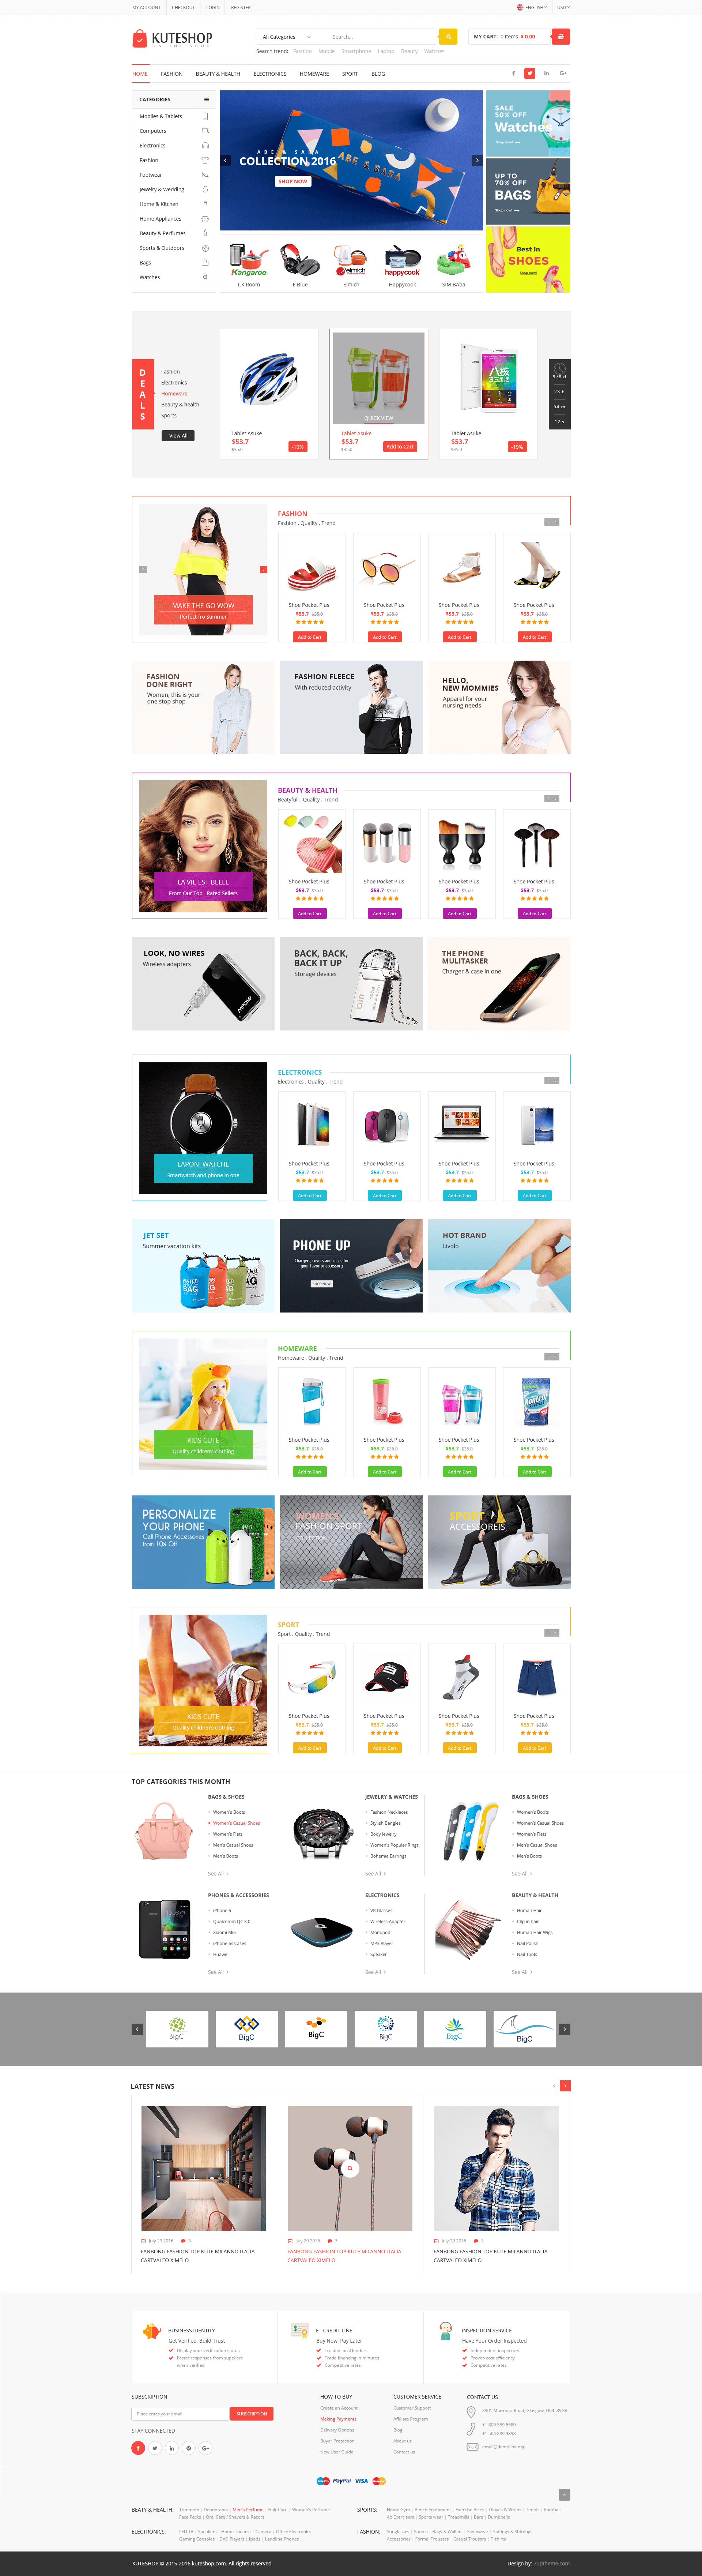 MY ACCOUNT CHECKOUT LOGIN REGISTER ENGLISH USD
KUTESHOP
ONLINE SHOP
All Categories Search...
MY CART: 0 Items- $ 0.00
Search trend: Fashion Mobile Smartphone Laptop Beauty Watches
HOME FASHION BEAUTY & HEALTH ELECTRONICS HOMEWARE SPORT BLOG
CATEGORIES
Mobiles & Tablets
Computers
Electronics
Fashion
Footwear
Jewelry & Wedding
Home & Kitchen
Home Appliances
Beauty & Perfumes
Sports & Outdoors
Bags
Watches
ABE & SARA
COLLECTION 2016
SHOP NOW
ABE & SARA
SALE
50% OFF
Watches
Shop now
UP TO
70% OFF
BAGS
Shop now
Best in
SHOES
Shop now!
Kangaroo
elmich
happycook
CK Room
E Blue
Elmich
Happycook
SIM BABa
DEALS
Fashion
Electronics
Homeware
Beauty & health
Sports
View All
Tablet Asuke
$53.7
$35.0
-19%
QUICK VIEW
Tablet Asuke
$53.7
$35.0
Add to Cart
Tablet Asuke
$53.7
$35.0
-19%
978 d
23 h
54 m
12 s
MAKE THE GO WOW
Perfect fro Summer
FASHION
Fashion . Quality . Trend
Shoe Pocket Plus Shoe Pocket Plus Shoe Pocket Plus Shoe Pocket Plus
$53.7 $35.0 $53.7 $35.0 $53.7 $35.0 $53.7 $35.0
Add to Cart Add to Cart Add to Cart Add to Cart
FASHION
DONE RIGHT
Women, this is your
one stop shop
FASHION FLEECE
With reduced activity
HELLO,
NEW MOMMIES
Apparel for your
nursing needs
LA VIE EST BELLE
From Our Top - Rated Sellers
BEAUTY & HEALTH
Beatyfull . Quality . Trend
Shoe Pocket Plus Shoe Pocket Plus Shoe Pocket Plus Shoe Pocket Plus
$53.7 $35.0 $53.7 $35.0 $53.7 $35.0 $53.7 $35.0
Add to Cart Add to Cart Add to Cart Add to Cart
LOOK, NO WIRES
Wireless adapters
BACK, BACK,
BACK IT UP
Storage devices
THE PHONE
MULITASKER
Charger & case in one
LAPONI WATCHE
Smartwatch and phone in one
ELECTRONICS
Electronics . Quality . Trend
Shoe Pocket Plus Shoe Pocket Plus Shoe Pocket Plus Shoe Pocket Plus
$53.7 $35.0 $53.7 $35.0 $53.7 $35.0 $53.7 $35.0
Add to Cart Add to Cart Add to Cart Add to Cart
JET SET
Summer vacation kits
PHONE UP
Chargers, covers and cases for
your favorite accessory
SHOP NOW
HOT BRAND
Livolo
KIDS CUTE
Quality children's clothing
HOMEWARE
Homeware . Quality . Trend
Shoe Pocket Plus Shoe Pocket Plus Shoe Pocket Plus Shoe Pocket Plus
$53.7 $35.0 $53.7 $35.0 $53.7 $35.0 $53.7 $35.0
Add to Cart Add to Cart Add to Cart Add to Cart
PERSONALIZE
YOUR PHONE
Cell Phone Accessories
from 10% Off
WOMEN'S
FASHION SPORT
SPORT
ACCESSOREIS
KIDS CUTE
Quality children's clothing
SPORT
Sport . Quality . Trend
Shoe Pocket Plus Shoe Pocket Plus Shoe Pocket Plus Shoe Pocket Plus
$53.7 $35.0 $53.7 $35.0 $53.7 $35.0 $53.7 $35.0
Add to Cart Add to Cart Add to Cart Add to Cart
TOP CATEGORIES THIS MONTH
BAGS & SHOES
Women's Boots
Women's Casual Shoes
Women's Flats
Men's Casual Shoes
Men's Boots
See All
JEWELRY & WATCHES
Fashion Necklaces
Stylish Bangles
Body Jewelry
Women's Popular Rings
Bohemia Earrings
See All
BAGS & SHOES
Women's Boots
Women's Casual Shoes
Women's Flats
Men's Casual Shoes
Men's Boots
See All
PHONES & ACCESSORIES
iPhone 6
Qualcomm QC 3.0
Xiaomi Mi5
iPhone 6s Cases
Huawei
See All
ELECTRONICS
VR Glasses
Wireless Adapter
Monopod
MP3 Player
Speaker
See All
BEAUTY & HEALTH
Human Hair
Clip in hair
Human Hair Wigs
Nail Polish
Nail Tools
See All
BigC BigC BigC BigC BigC BigC
LATEST NEWS
July 29 2016 3
FANBONG FASHION TOP KUTE MILANNO ITALIA
CARTVALEO XIMELO
July 29 2016 3
FANBONG FASHION TOP KUTE MILANNO ITALIA
CARTVALEO XIMELO
July 29 2016 3
FANBONG FASHION TOP KUTE MILANNO ITALIA
CARTVALEO XIMELO
BUSINESS IDENTITY
Get Verified, Build Trust
Display your verification status
Faster responses from suppliers
when verified
E - CREDIT LINE
Buy Now, Pay Later
Trusted local lenders
Trade financing in minutes
Competitive rates
INSPECTION SERVICE
Have Your Order Inspected
Independent inspectors
Proven cost efficiency
Competitive rates
SUBSCRIPTION
Place enter your email
SUBSCRIPTION
STAY CONNECTED
HOW TO BUY
Create an Account
Making Payments
Delivery Options
Buyer Protection
New User Guide
CUSTOMER SERVICE
Customer Support
Affiliate Program
Blog
About us
Contact us
CONTACT US
8901 Marmora Road, Glasgow, D04 89GR.
+1 800 559 6580
+1 504 889 9898
email@demolink.org
PayPal VISA
BEATY & HEALTH: Trimmers | Deodorants | Men's Perfume | Hair Care | Women's Perfume
Face Packs | Oral Care / Shavers & Razors
SPORTS: Home Gym | Bench Equipment | Exercise Bikes | Gloves & Wraps | Tennis | Football
Ab Exercisers | Sports wear | Treadmills | Bars | Dumbbells
ELECTRONICS: LED TV | Speakers | Home Theatre | Camera | Office Electronics
Gaming Consoles | DVD Players | Ipods | Landline Phones
FASHION: Sunglasses | Sarees | Bags & Wallets | Sleepwear | Suitings & Shirtings
Accessories | Formal Trousers | Casual Trousers | T-shirts
KUTESHOP © 2015-2016 kuteshop.com. All rights reserved.
Design by: 7uptheme.com